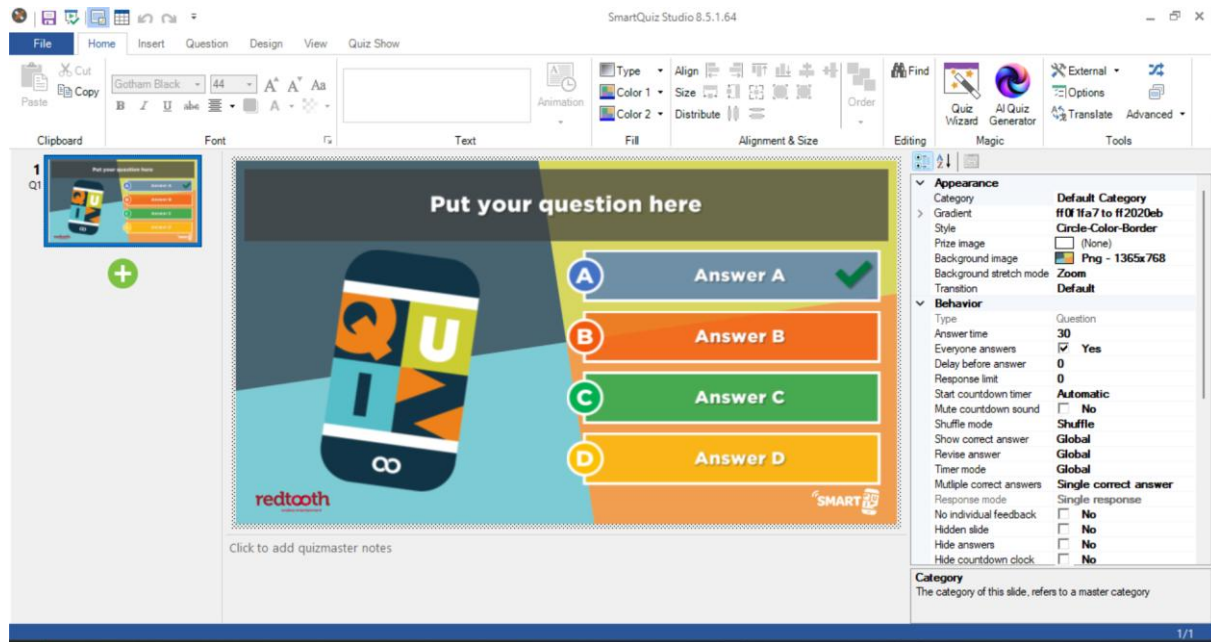 SmartQuiz Studio 8.5.1.64
File Home Insert Question Design View Quiz Show
Paste
Cut
Copy
Clipboard
Gotham Black 44 A A Aa
B I U abc A
Font
Text
Animation
Type
Color 1
Color 2
Fill
Align
Size
Distribute
Order
Alignment & Size
Find
Editing
Quiz Wizard
AI Quiz Generator
Magic
External
Options
Translate Advanced
Tools
1
Q1
Put your question here
A Answer A
B Answer B
C Answer C
D Answer D
QUIZ
redtooth
SMART
Click to add quizmaster notes
Appearance
Category Default Category
Gradient ff0f1fa7 to ff2020eb
Style Circle-Color-Border
Prize image (None)
Background image Png - 1365x768
Background stretch mode Zoom
Transition Default
Behavior
Type Question
Answer time 30
Everyone answers Yes
Delay before answer 0
Response limit 0
Start countdown timer Automatic
Mute countdown sound No
Shuffle mode Shuffle
Show correct answer Global
Revise answer Global
Timer mode Global
Mutliple correct answers Single correct answer
Response mode Single response
No individual feedback No
Hidden slide No
Hide answers No
Hide countdown clock No
Category
The category of this slide, refers to a master category
1/1